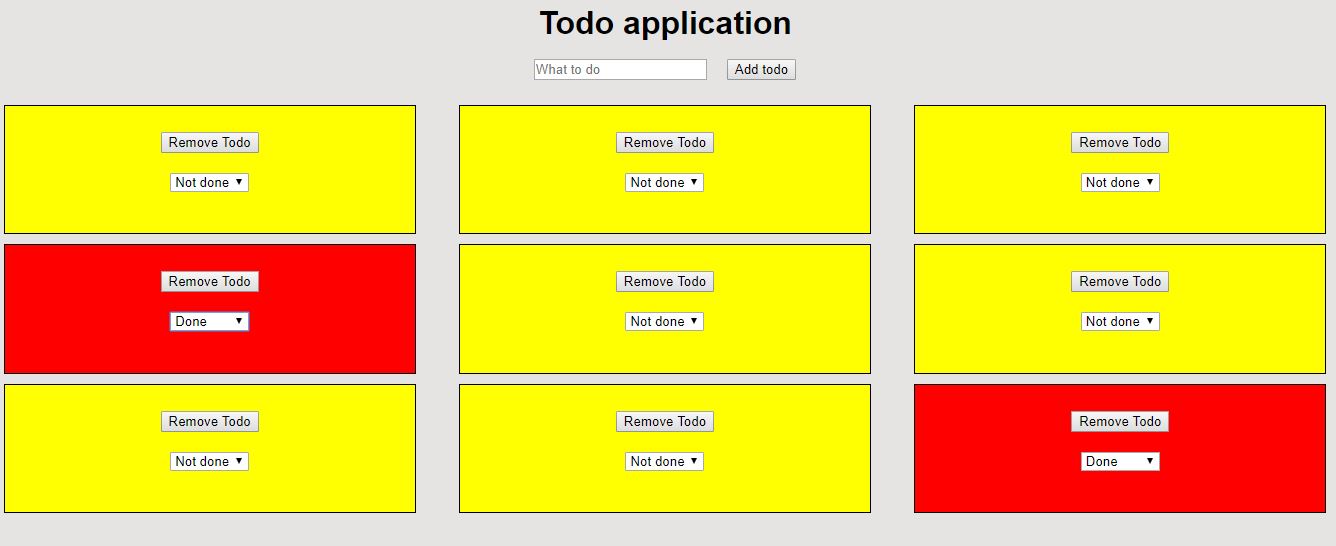 Todo application
What to do Add todo
Remove Todo Remove Todo Remove Todo
Not done Not done Not done
Remove Todo Remove Todo Remove Todo
Done Not done Not done
Remove Todo Remove Todo Remove Todo
Not done Not done Done